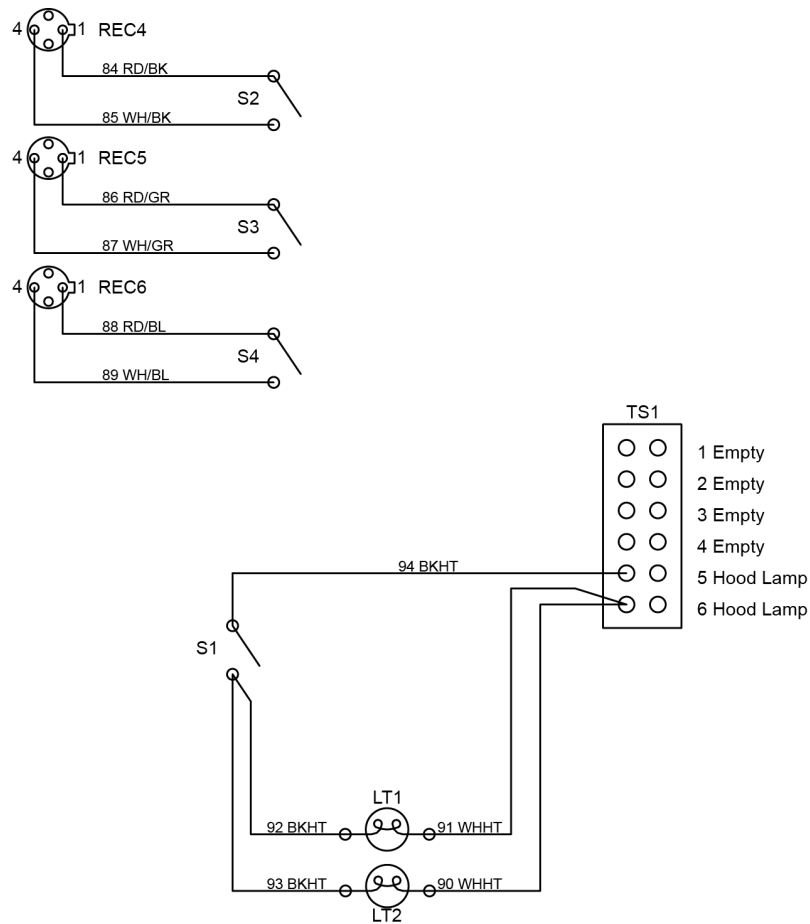 4 1 REC4
84 RD/BK
S2
85 WH/BK
4 1 REC5
86 RD/GR
S3
87 WH/GR
4 1 REC6
88 RD/BL
S4
89 WH/BL
TS1
1 Empty
2 Empty
3 Empty
4 Empty
94 BKHT
5 Hood Lamp
6 Hood Lamp
S1
LT1
92 BKHT 91 WHHT
93 BKHT 90 WHHT
LT2